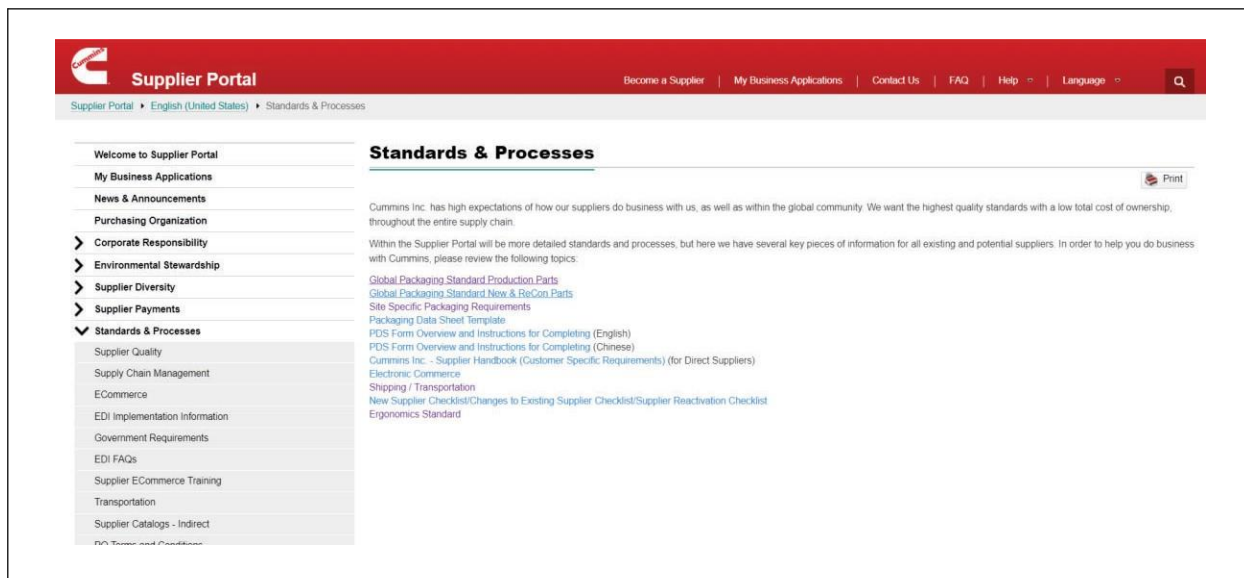 Cummins
Supplier Portal
Become a Supplier | My Business Applications | Contact Us | FAQ | Help | Language
Supplier Portal English (United States) Standards & Processes
Welcome to Supplier Portal
My Business Applications
News & Announcements
Purchasing Organization
Corporate Responsibility
Environmental Stewardship
Supplier Diversity
Supplier Payments
Standards & Processes
Supplier Quality
Supply Chain Management
ECommerce
EDI Implementation Information
Government Requirements
EDI FAQs
Supplier ECommerce Training
Transportation
Supplier Catalogs - Indirect
PO Terms and Conditions
Standards & Processes
Print
Cummins Inc. has high expectations of how our suppliers do business with us, as well as within the global community. We want the highest quality standards with a low total cost of ownership,
throughout the entire supply chain.
Within the Supplier Portal will be more detailed standards and processes, but here we have several key pieces of information for all existing and potential suppliers. In order to help you do business
with Cummins, please review the following topics:
Global Packaging Standard Production Parts
Global Packaging Standard New & ReCon Parts
Site Specific Packaging Requirements
Packaging Data Sheet Template
PDS Form Overview and Instructions for Completing (English)
PDS Form Overview and Instructions for Completing (Chinese)
Cummins Inc. - Supplier Handbook (Customer Specific Requirements) (for Direct Suppliers)
Electronic Commerce
Shipping / Transportation
New Supplier Checklist/Changes to Existing Supplier Checklist/Supplier Reactivation Checklist
Ergonomics Standard